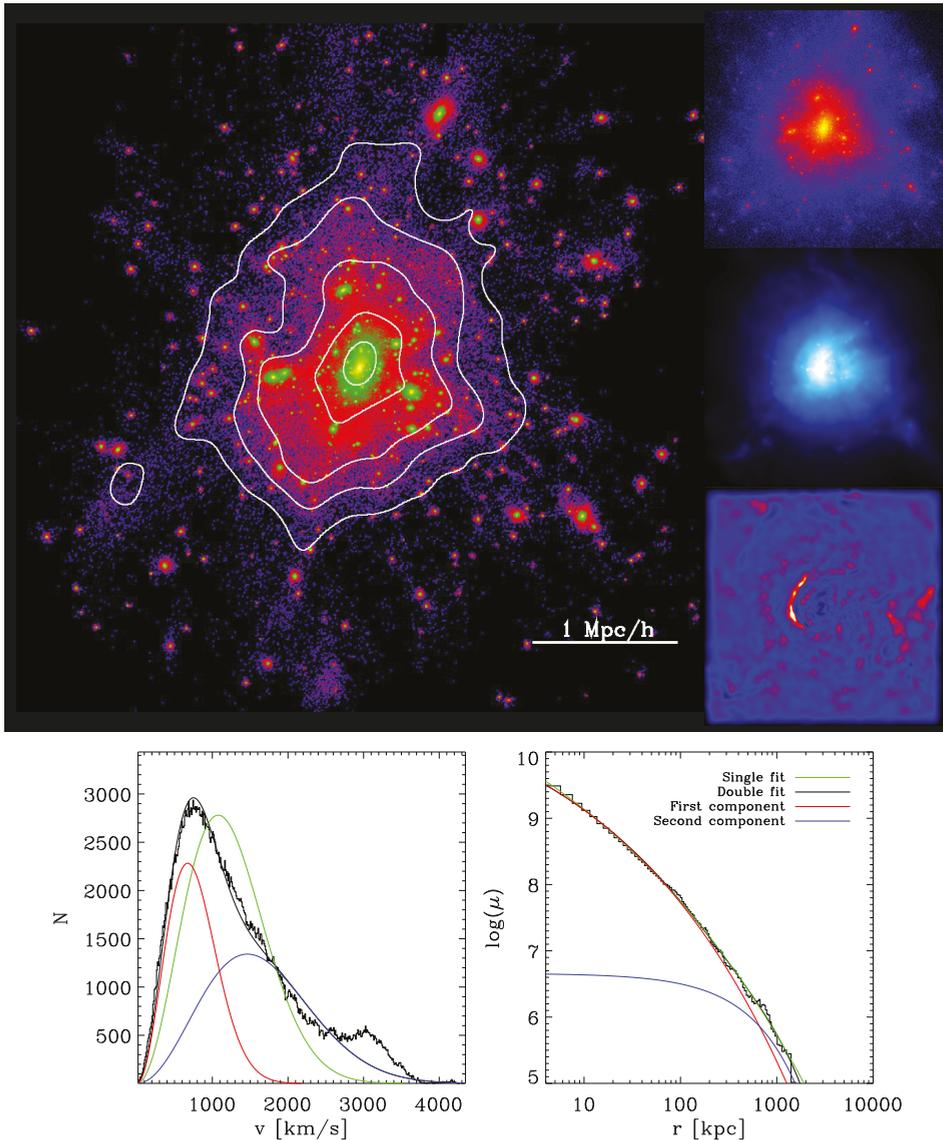 1 Mpc/h
3000
2500
2000
1500
1000
500
N
1000 2000 3000 4000
v [km/s]
10
9
8
7
6
5
log(μ)
Single fit
Double fit
First component
Second component
10 100 1000 10000
r [kpc]